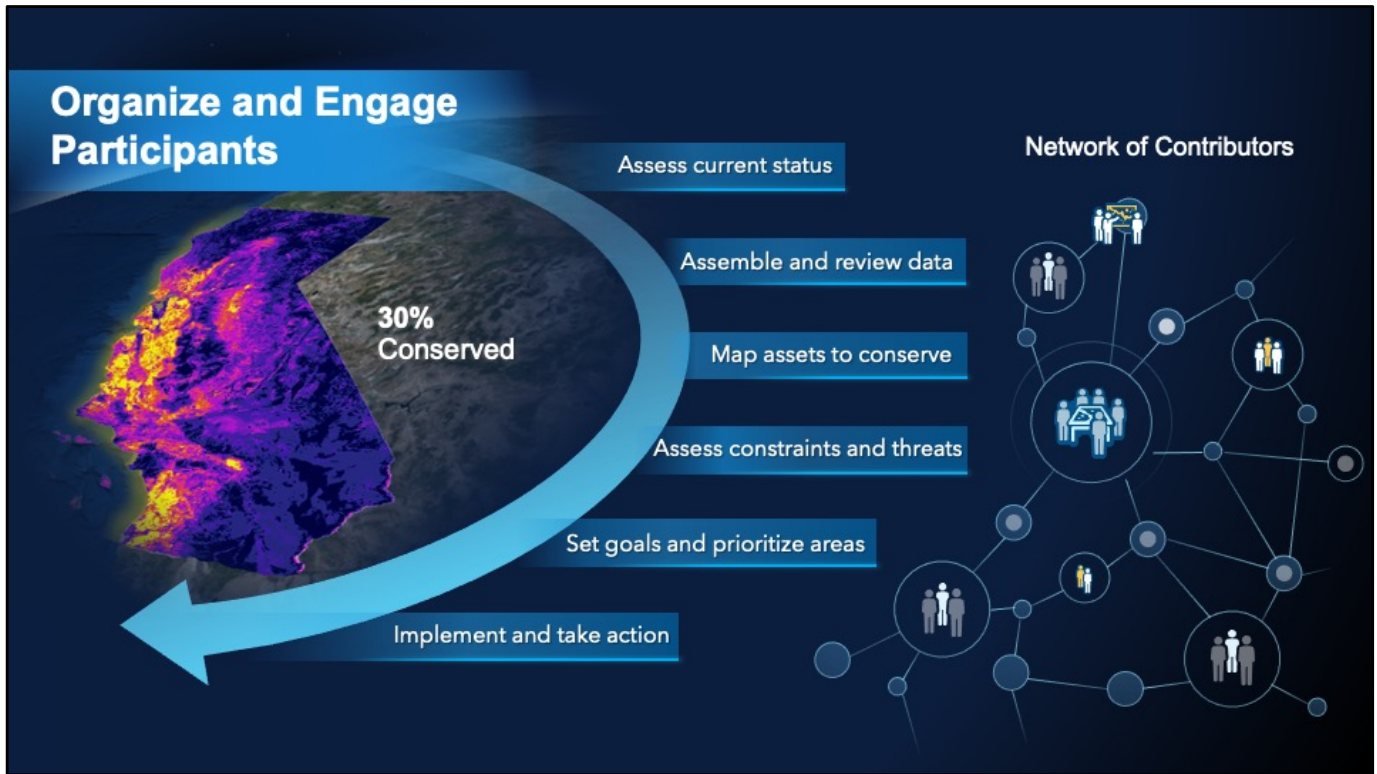 Organize and Engage
Participants
Assess current status
Network of Contributors
Assemble and review data
30%
Conserved
Map assets to conserve
Assess constraints and threats
Set goals and prioritize areas
Implement and take action